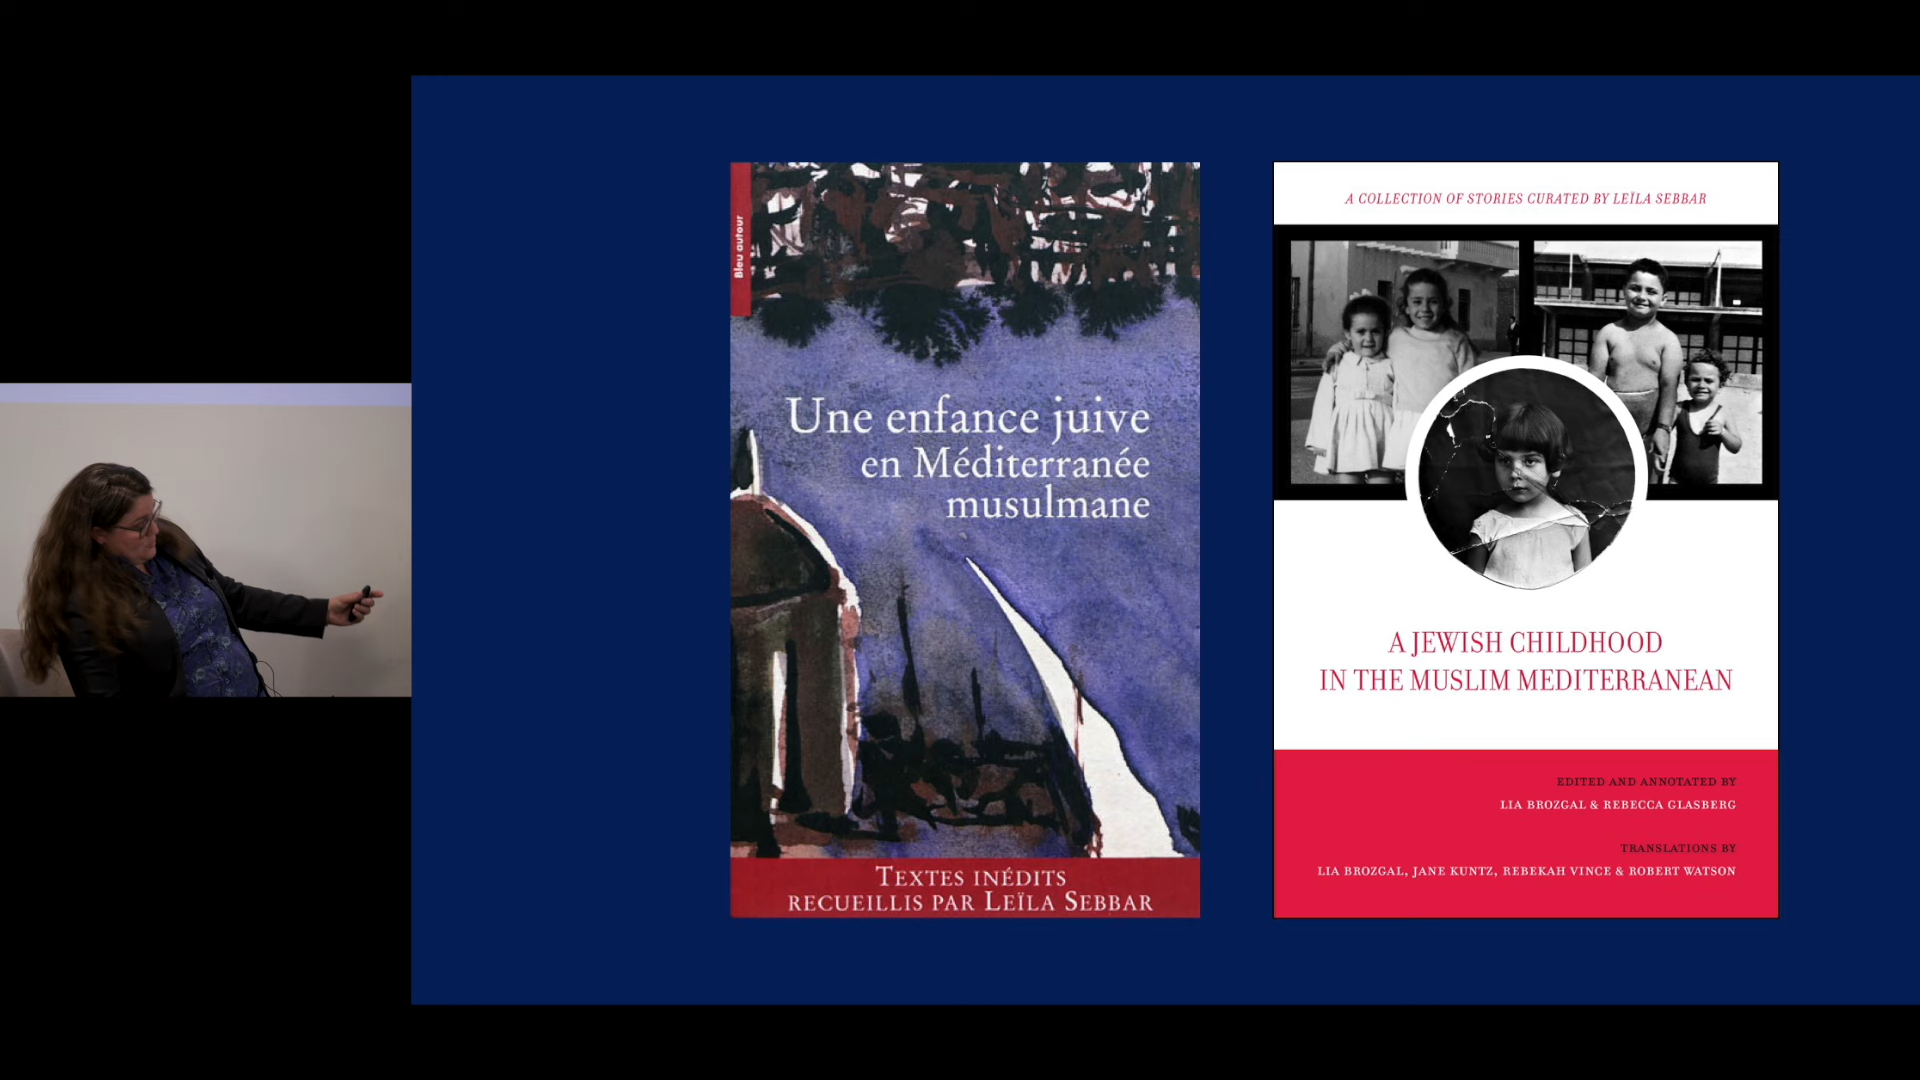 Bleu autour
Une enfance juive
en Méditerranée
musulmane
TEXTES INÉDITS
RECUEILLIS PAR LEÏLA SEBBAR
A COLLECTION OF STORIES CURATED BY LEÏLA SEBBAR
A JEWISH CHILDHOOD
IN THE MUSLIM MEDITERRANEAN
EDITED AND ANNOTATED BY
LIA BROZGAL & REBECCA GLASBERG
TRANSLATIONS BY
LIA BROZGAL, JANE KUNTZ, REBEKAH VINCE & ROBERT WATSON